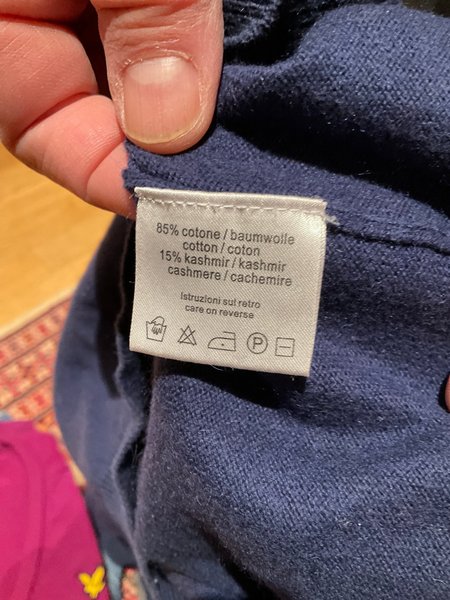 85% cotone / baumwolle
cotton / coton
15% kashmir / kashmir
cashmere / cachemire
Istruzioni sul retro
care on reverse
P